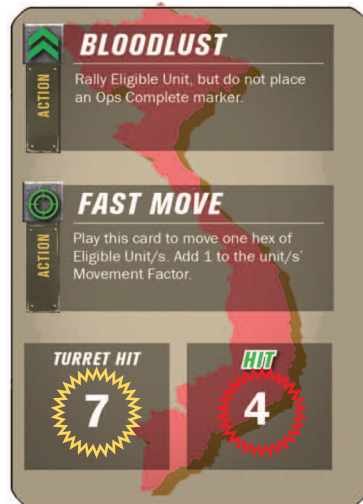 BLOODLUST
ACTION
Rally Eligible Unit, but do not place
an Ops Complete marker.
FAST MOVE
ACTION
Play this card to move one hex of
Eligible Unit/s. Add 1 to the unit/s'
Movement Factor.
TURRET HIT
7
HIT
4